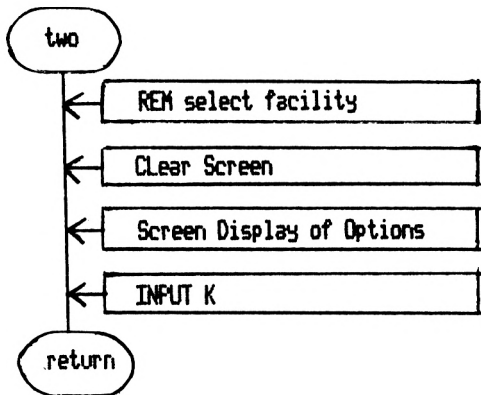 two
REM select facility
CLear Screen
Screen Display of Options
INPUT K
return